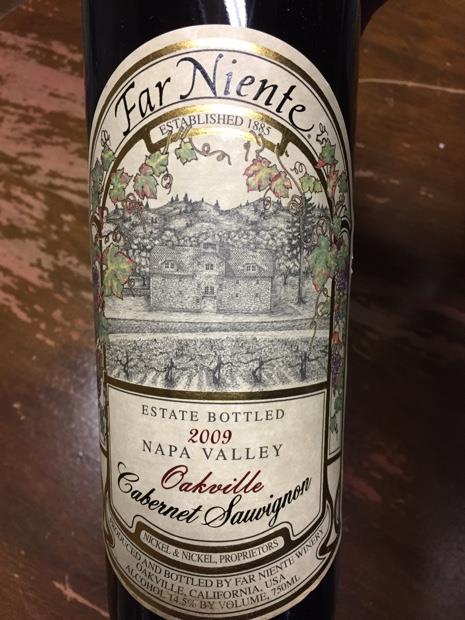 Far Niente
ESTABLISHED 1885
ESTATE BOTTLED
2009
NAPA VALLEY
Oakville
Cabernet Sauvignon
NICKEL & NICKEL, PROPRIETORS
PRODUCED AND BOTTLED BY FAR NIENTE WINERY
OAKVILLE, CALIFORNIA, USA
ALCOHOL 14.5% BY VOLUME, 750ML